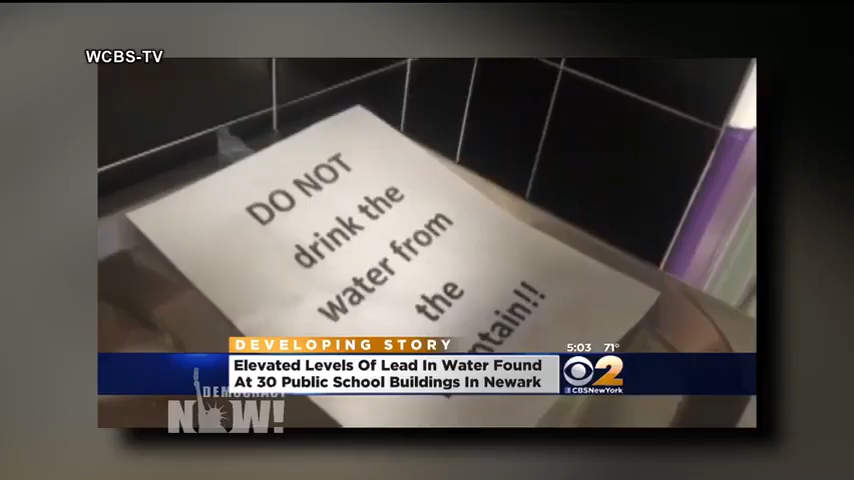 WCBS-TV
DO NOT
drink the
water from
the
ntain!!
DEVELOPING STORY
Elevated Levels Of Lead In Water Found
At 30 Public School Buildings In Newark
5:03 71°
2
CBSNewYork
DEMOCRACY
NOW!